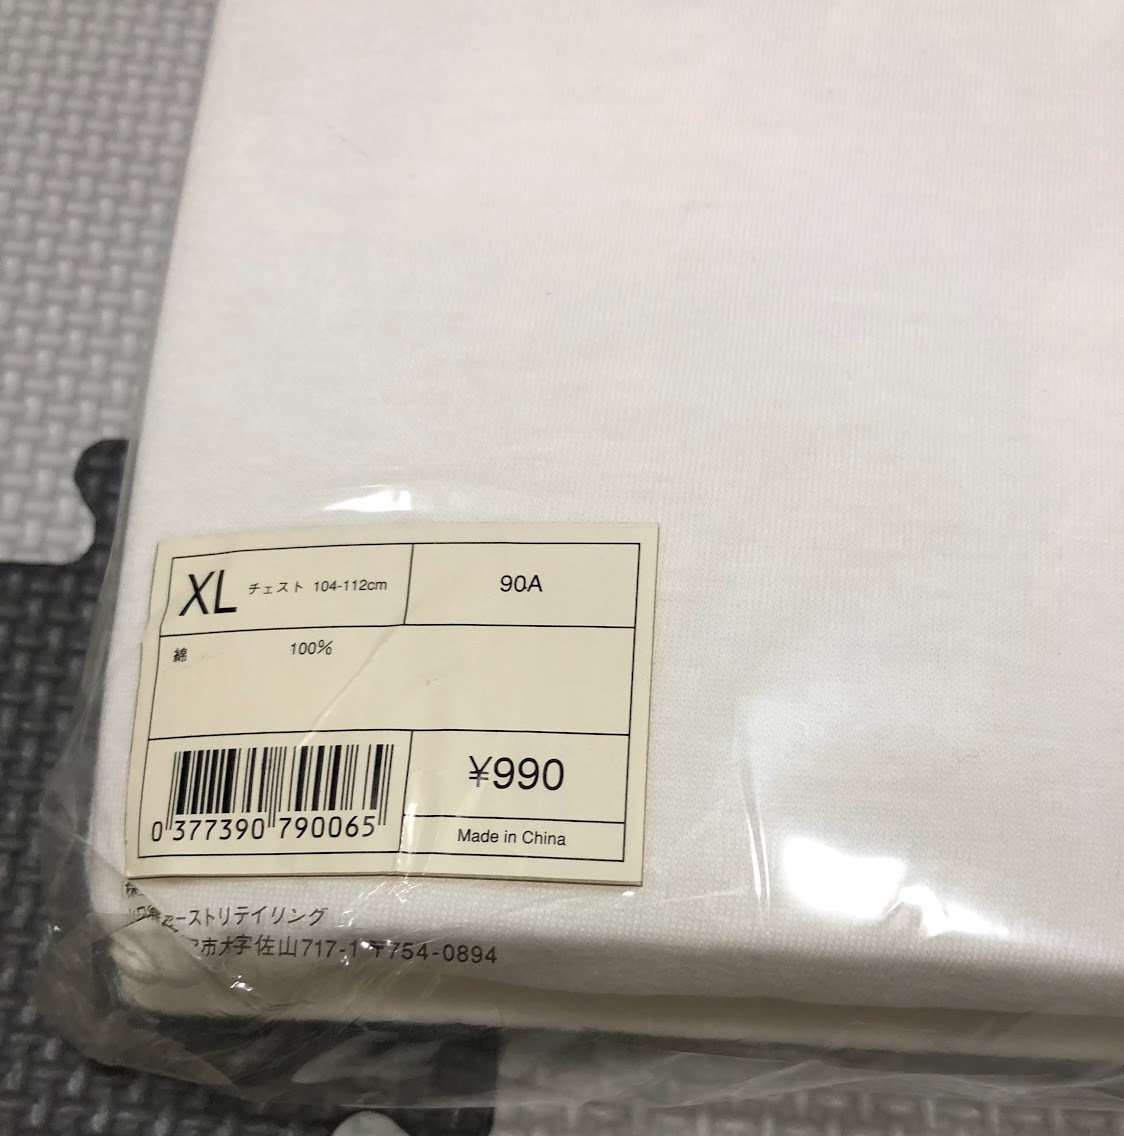 XL チェスト 104-112cm
90A
綿 100%
¥990
0 377390 790065
Made in China
ーストリテイリング
市大字佐山717-1 〒754-0894